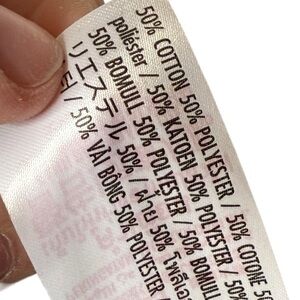 50% COTTON 50% POLYESTER / 50% COTONE 50%
poliester / 50% KATOEN 50% POLYESTER / 50%
50% BOMULL 50% POLYESTER / 50% BOMULL
リエステル / 50% ฝ้าย 50% โพลีเอส
/ 50% VẢI BÔNG 50% POLYESTER